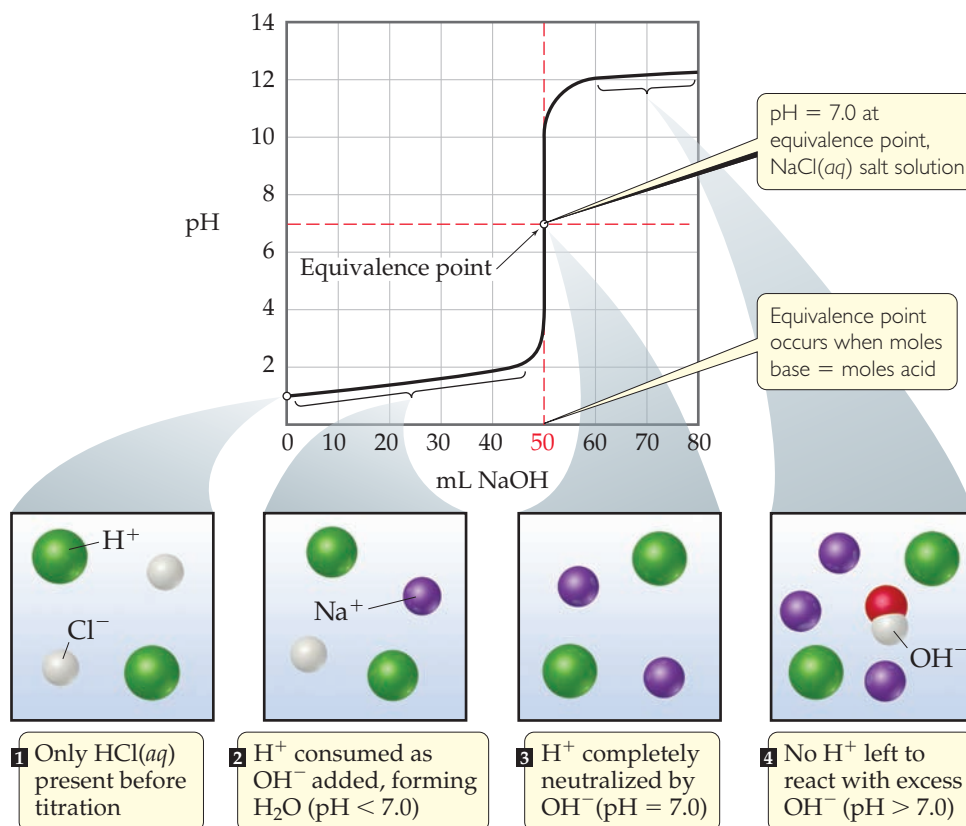 14
12
10
pH
6
4
2
Equivalence point
0 10 20 30 40 50 60 70 80
mL NaOH
pH = 7.0 at
equivalence point,
NaCl(aq) salt solution
Equivalence point
occurs when moles
base = moles acid
H⁺
Cl⁻
Na⁺
OH⁻
1 Only HCl(aq)
present before
titration
2 H⁺ consumed as
OH⁻ added, forming
H₂O (pH < 7.0)
3 H⁺ completely
neutralized by
OH⁻(pH = 7.0)
4 No H⁺ left to
react with excess
OH⁻ (pH > 7.0)